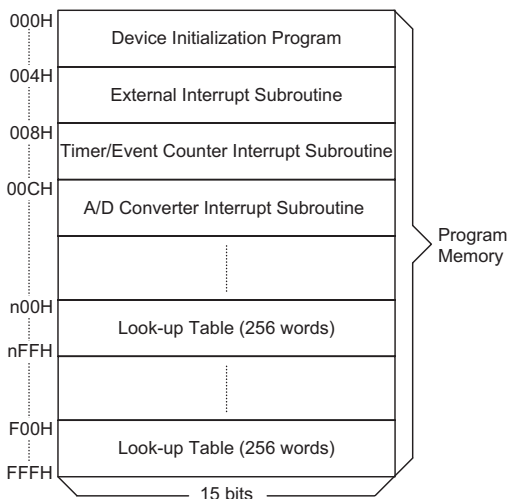 000H
Device Initialization Program
004H
External Interrupt Subroutine
008H
Timer/Event Counter Interrupt Subroutine
00CH
A/D Converter Interrupt Subroutine
Program
Memory
n00H
Look-up Table (256 words)
nFFH
F00H
Look-up Table (256 words)
FFFH
15 bits